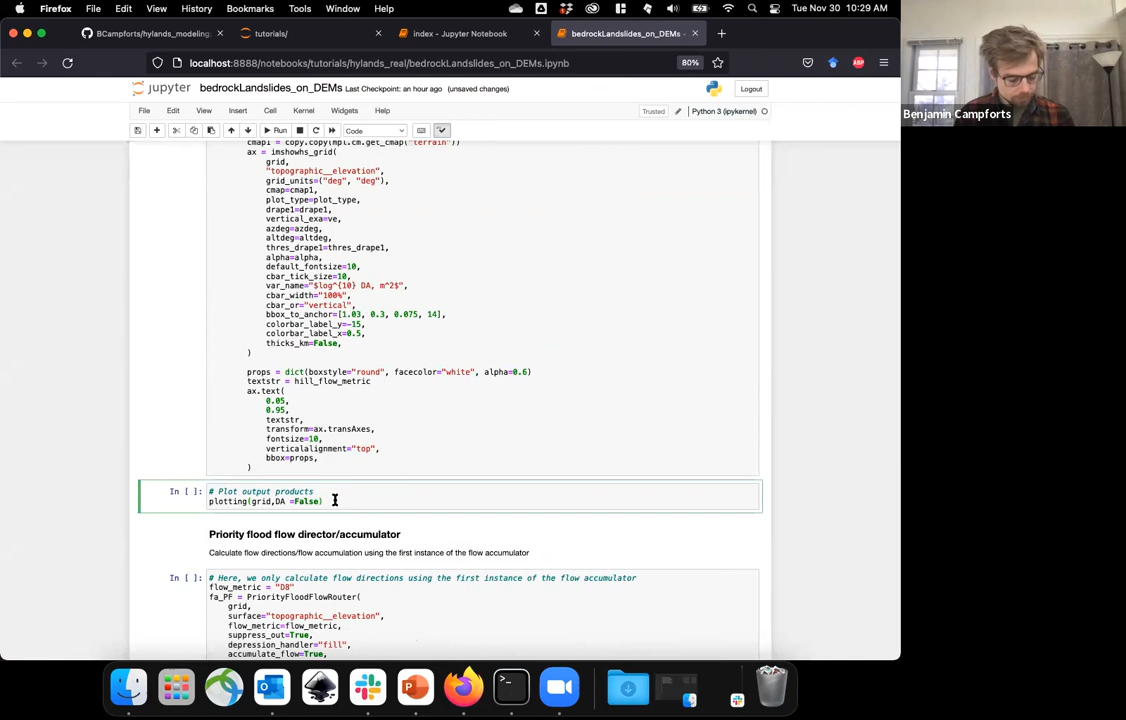 Firefox File Edit View History Bookmarks Tools Window Help Tue Nov 30 10:29 AM
BCampforts/hylands_modeling: tutorials/ index - Jupyter Notebook bedrockLandslides_on_DEMs -
localhost:8888/notebooks/tutorials/hylands_real/bedrockLandslides_on_DEMs.ipynb 80% ABP
jupyter bedrockLandslides_on_DEMs Last Checkpoint: an hour ago (unsaved changes) Logout
File Edit View Insert Cell Kernel Widgets Help Trusted Python 3 (ipykernel)
Run Code
Benjamin Campforts
cmap1 = copy.copy(mpl.cm.get_cmap("terrain"))
ax = imshowhs_grid(
grid,
"topographic__elevation",
grid_units=("deg", "deg"),
cmap=cmap1,
plot_type=plot_type,
drape1=drape1,
vertical_exa=ve,
azdeg=azdeg,
altdeg=altdeg,
thres_drape1=thres_drape1,
alpha=alpha,
default_fontsize=10,
cbar_tick_size=10,
var_name="$log^{10} DA, m^2$",
cbar_width="100%",
cbar_or="vertical",
bbox_to_anchor=[1.03, 0.3, 0.075, 14],
colorbar_label_y=-15,
colorbar_label_x=0.5,
thicks_km=False,
)
props = dict(boxstyle="round", facecolor="white", alpha=0.6)
textstr = hill_flow_metric
ax.text(
0.05,
0.95,
textstr,
transform=ax.transAxes,
fontsize=10,
verticalalignment="top",
bbox=props,
)
In [ ]: # Plot output products
plotting(grid,DA =False)
Priority flood flow director/accumulator
Calculate flow directions/flow accumulation using the first instance of the flow accumulator
In [ ]: # Here, we only calculate flow directions using the first instance of the flow accumulator
flow_metric = "D8"
fa_PF = PriorityFloodFlowRouter(
grid,
surface="topographic__elevation",
flow_metric=flow_metric,
suppress_out=True,
depression_handler="fill",
accumulate_flow=True,